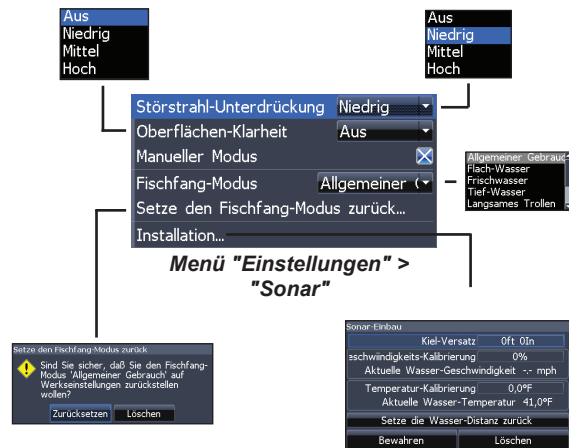 Aus
Niedrig
Mittel
Hoch
Aus
Niedrig
Mittel
Hoch
Störstrahl-Unterdrückung Niedrig
Oberflächen-Klarheit Aus
Manueller Modus
Fischfang-Modus Allgemeiner (
Setze den Fischfang-Modus zurück...
Installation...
Allgemeiner Gebrauc
Flach-Wasser
Frischwasser
Tief-Wasser
Langsames Trollen
Menü "Einstellungen" >
"Sonar"
Setze den Fischfang-Modus zurück
Sind Sie sicher, daß Sie den Fischfang-
Modus 'Allgemeiner Gebrauch' auf
Werkseinstellungen zurückstellen
wollen?
Zurücksetzen Löschen
Sonar-Einbau
Kiel-Versatz 0ft 0In
eschwindigkeits-Kalibrierung 0%
Aktuelle Wasser-Geschwindigkeit -.- mph
Temperatur-Kalibrierung 0,0°F
Aktuelle Wasser-Temperatur 41,0°F
Setze die Wasser-Distanz zurück
Bewahren Löschen